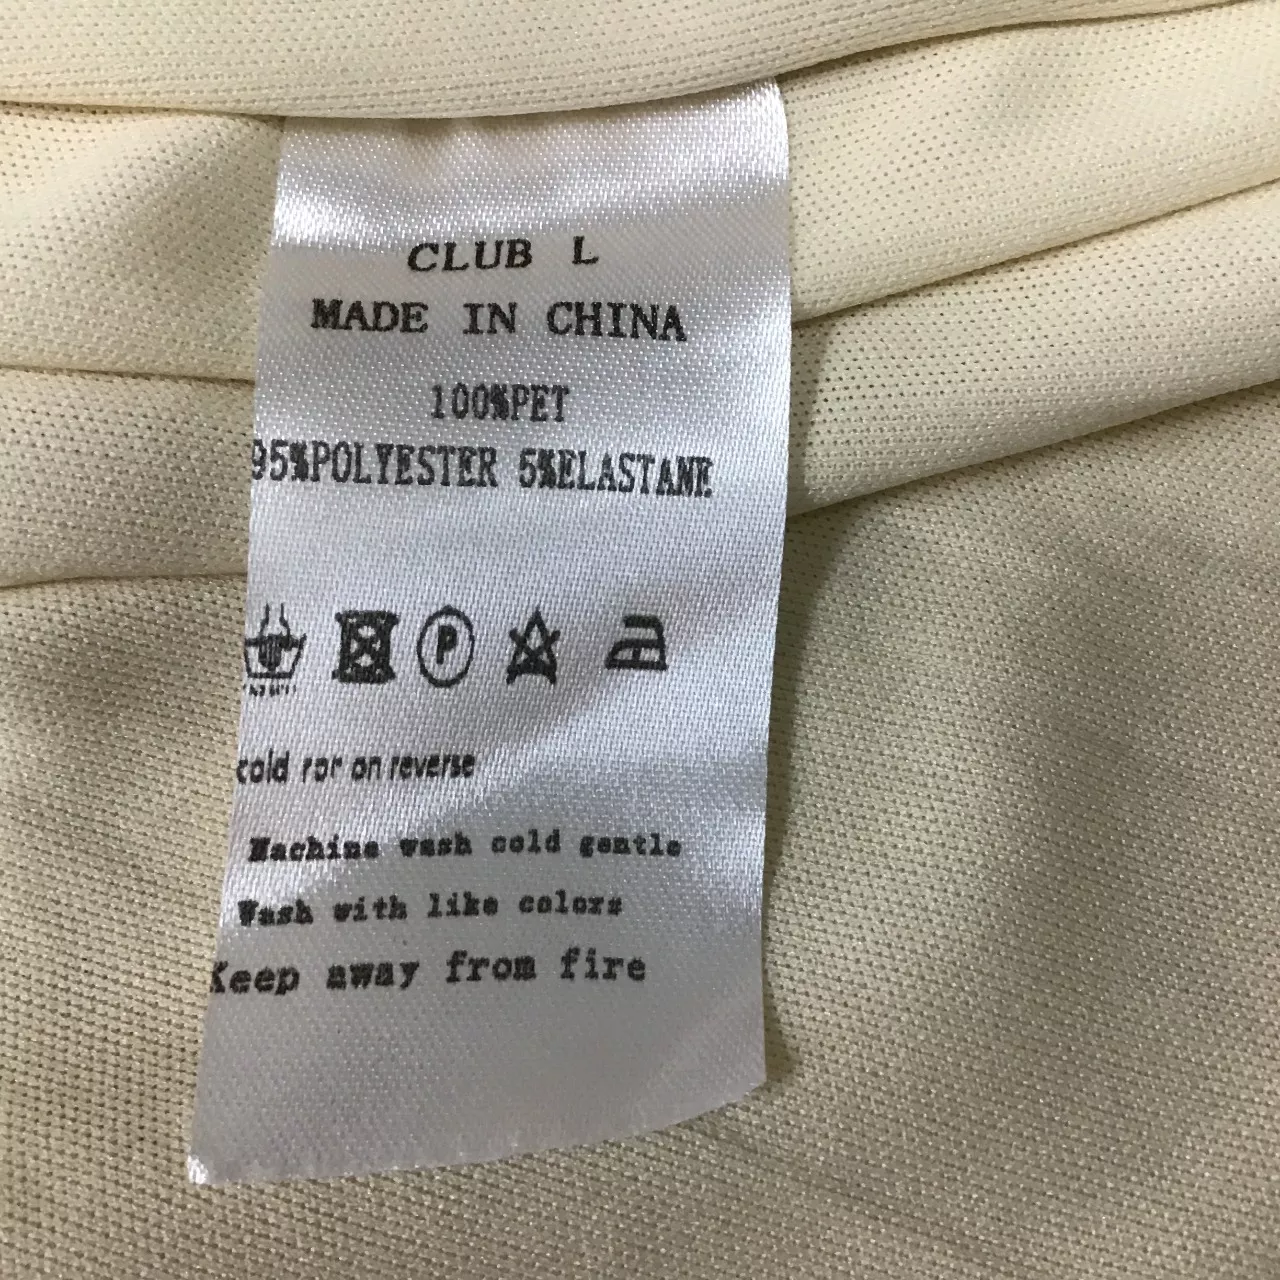 CLUB L
MADE IN CHINA
100%PET
95%POLYESTER 5%ELASTANE
P
cold ror on reverse
Machine wash cold gentle
Wash with like colors
Keep away from fire